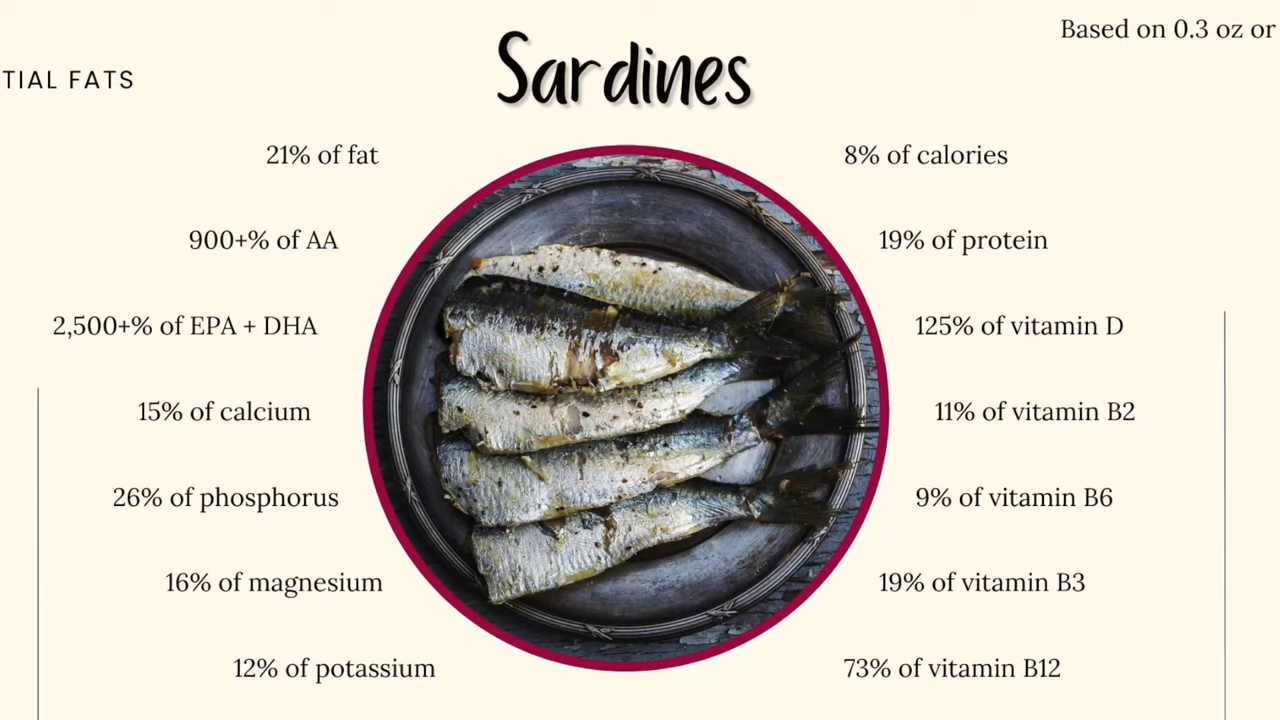 Based on 0.3 oz or
TIAL FATS
Sardines
21% of fat
900+% of AA
2,500+% of EPA + DHA
15% of calcium
26% of phosphorus
16% of magnesium
12% of potassium
8% of calories
19% of protein
125% of vitamin D
11% of vitamin B2
9% of vitamin B6
19% of vitamin B3
73% of vitamin B12